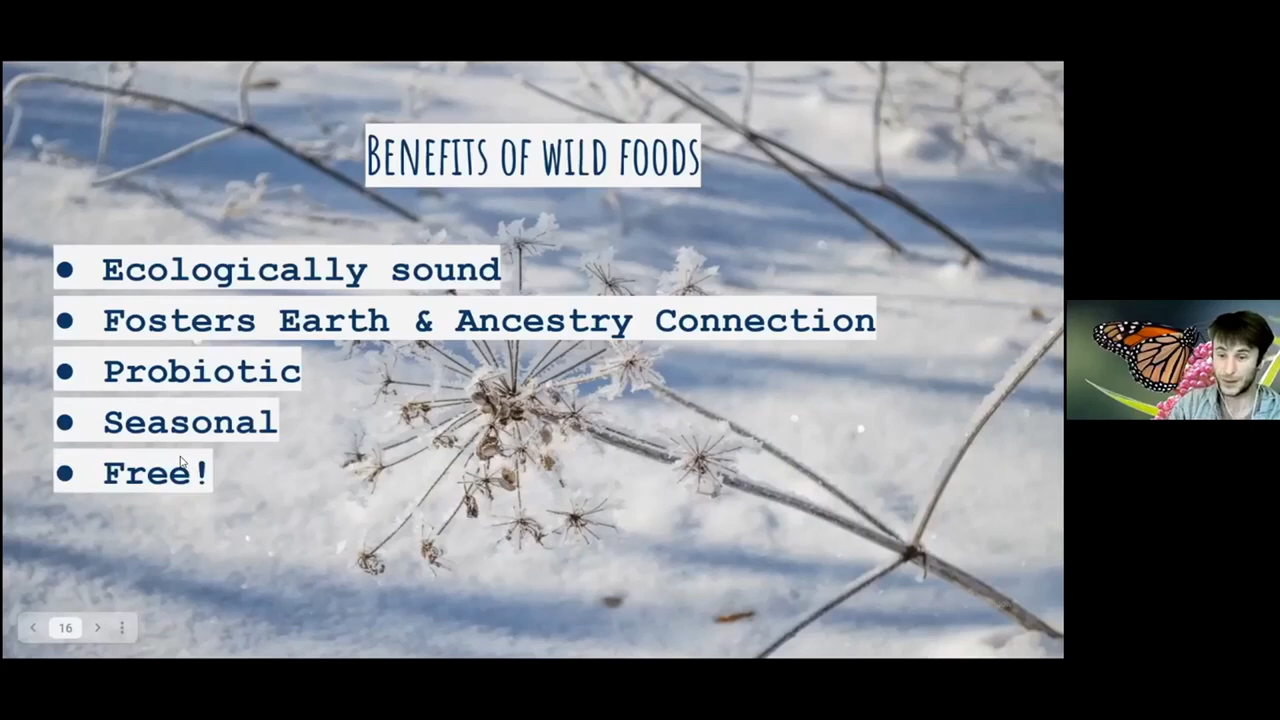 Benefits of wild foods
● Ecologically sound
● Fosters Earth & Ancestry Connection
● Probiotic
● Seasonal
● Free!
16